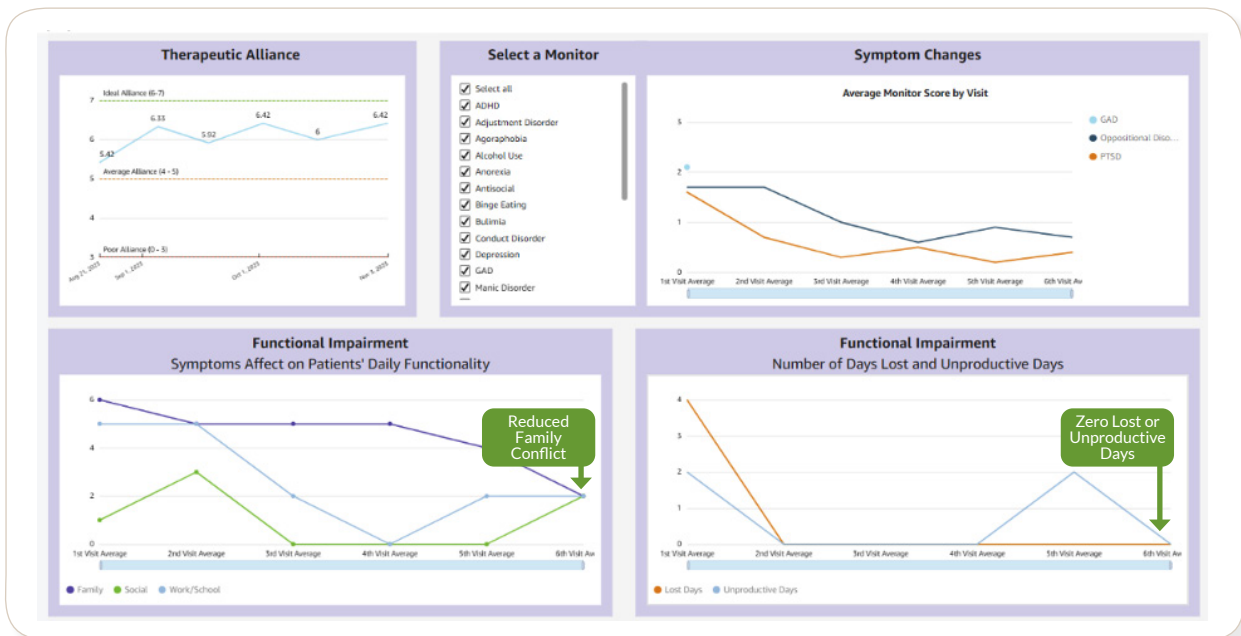 Therapeutic Alliance
Ideal Alliance (6-7)
7
6.33
6.42
6.42
5.92
6
6
5.42
Average Alliance (4 - 5)
5
4
Poor Alliance (0 - 3)
3
Aug 21, 2023
Sep 1, 2023
Oct 1, 2023
Nov 3, 2023
Select a Monitor
Select all
ADHD
Adjustment Disorder
Agoraphobia
Alcohol Use
Anorexia
Antisocial
Binge Eating
Bulimia
Conduct Disorder
Depression
GAD
Manic Disorder
Symptom Changes
Average Monitor Score by Visit
3
2
1
0
1st Visit Average
2nd Visit Average
3rd Visit Average
4th Visit Average
5th Visit Average
6th Visit Av
GAD
Oppositional Diso...
PTSD
Functional Impairment
Symptoms Affect on Patients' Daily Functionality
6
4
2
0
Reduced
Family
Conflict
1st Visit Average
2nd Visit Average
3rd Visit Average
4th Visit Average
5th Visit Average
6th Visit Av
Family
Social
Work/School
Functional Impairment
Number of Days Lost and Unproductive Days
4
3
2
1
0
Zero Lost or
Unproductive
Days
1st Visit Average
2nd Visit Average
3rd Visit Average
4th Visit Average
5th Visit Average
6th Visit Av
Lost Days
Unproductive Days